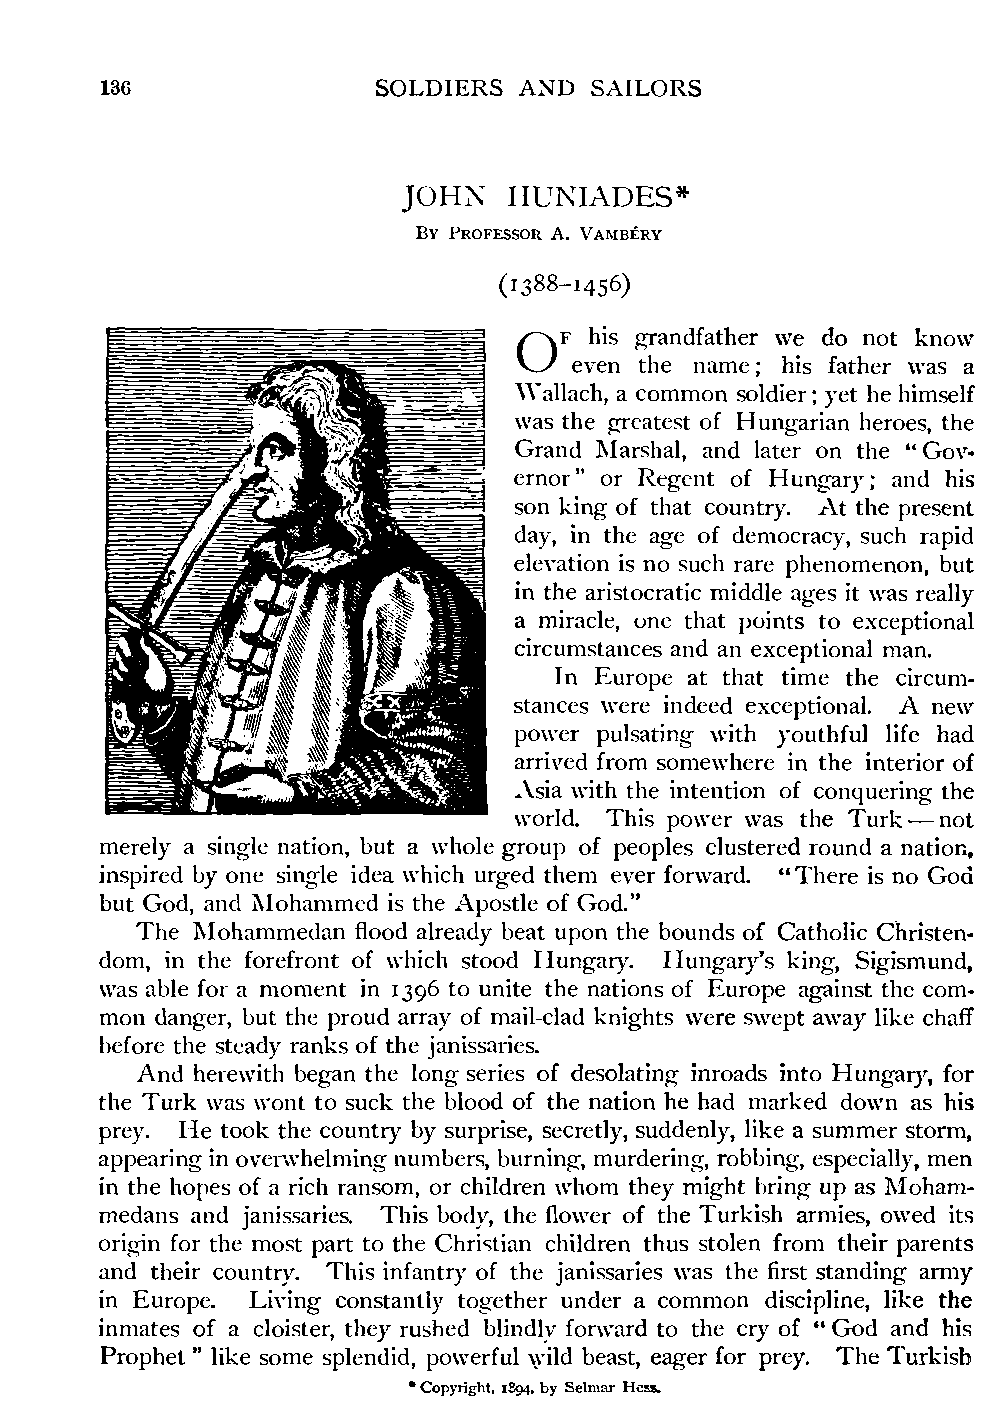 136 SOLDIERS AND SAILORS
JOHN HUNIADES*
BY PROFESSOR A. VAMBÉRY
(1388–1456)
OF his grandfather we do not know
even the name; his father was a
Wallach, a common soldier; yet he himself
was the greatest of Hungarian heroes, the
Grand Marshal, and later on the “Gov-
ernor” or Regent of Hungary; and his
son king of that country. At the present
day, in the age of democracy, such rapid
elevation is no such rare phenomenon, but
in the aristocratic middle ages it was really
a miracle, one that points to exceptional
circumstances and an exceptional man.
In Europe at that time the circum-
stances were indeed exceptional. A new
power pulsating with youthful life had
arrived from somewhere in the interior of
Asia with the intention of conquering the
world. This power was the Turk—not
merely a single nation, but a whole group of peoples clustered round a nation,
inspired by one single idea which urged them ever forward. “There is no God
but God, and Mohammed is the Apostle of God.”
The Mohammedan flood already beat upon the bounds of Catholic Christen-
dom, in the forefront of which stood Hungary. Hungary’s king, Sigismund,
was able for a moment in 1396 to unite the nations of Europe against the com-
mon danger, but the proud array of mail-clad knights were swept away like chaff
before the steady ranks of the janissaries.
And herewith began the long series of desolating inroads into Hungary, for
the Turk was wont to suck the blood of the nation he had marked down as his
prey. He took the country by surprise, secretly, suddenly, like a summer storm,
appearing in overwhelming numbers, burning, murdering, robbing, especially, men
in the hopes of a rich ransom, or children whom they might bring up as Moham-
medans and janissaries. This body, the flower of the Turkish armies, owed its
origin for the most part to the Christian children thus stolen from their parents
and their country. This infantry of the janissaries was the first standing army
in Europe. Living constantly together under a common discipline, like the
inmates of a cloister, they rushed blindly forward to the cry of “God and his
Prophet” like some splendid, powerful wild beast, eager for prey. The Turkish
* Copyright, 1894, by Selmar Hess.